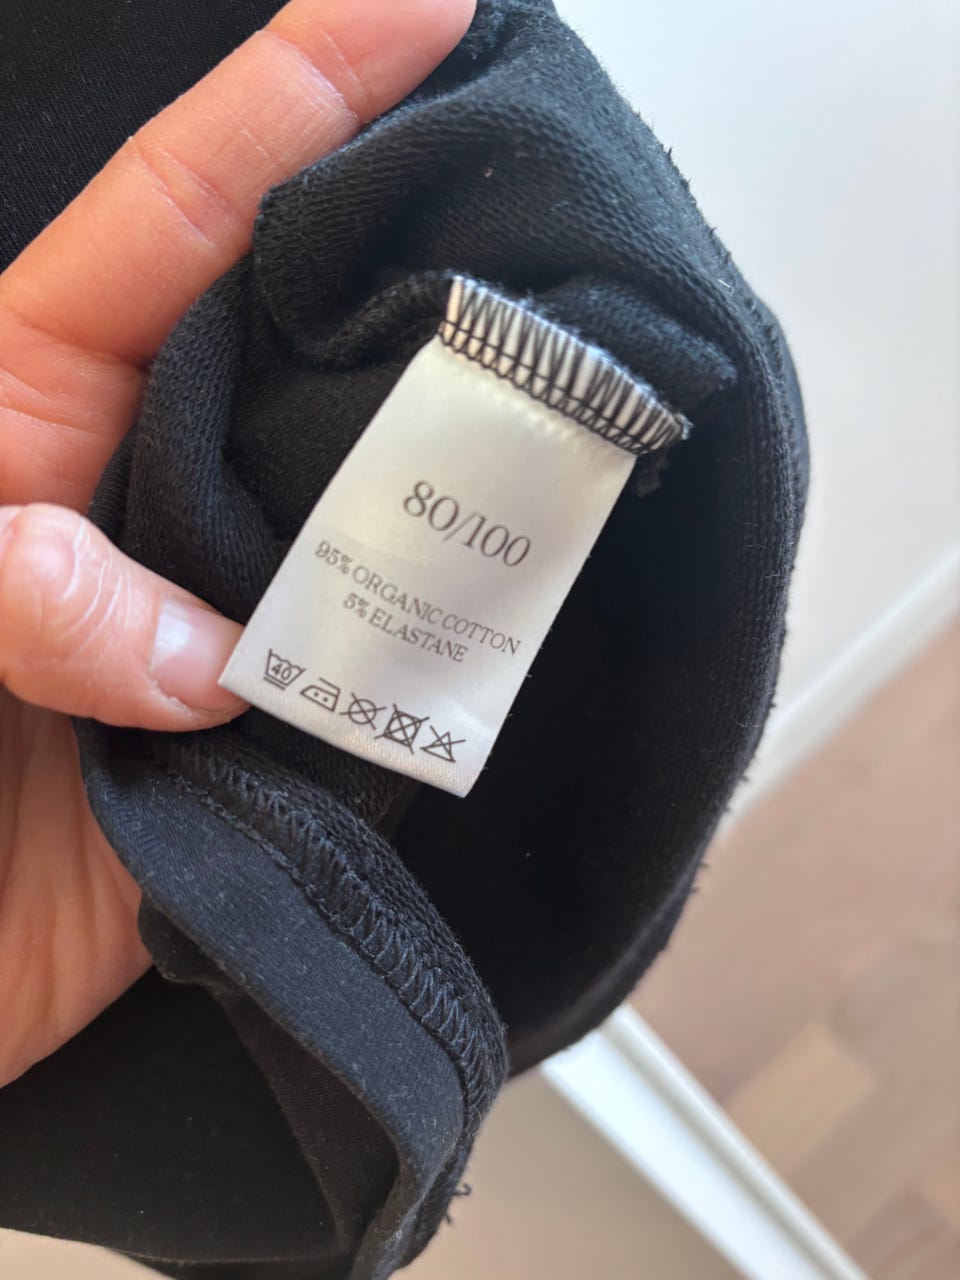 80/100
95% ORGANIC COTTON
5% ELASTANE
40